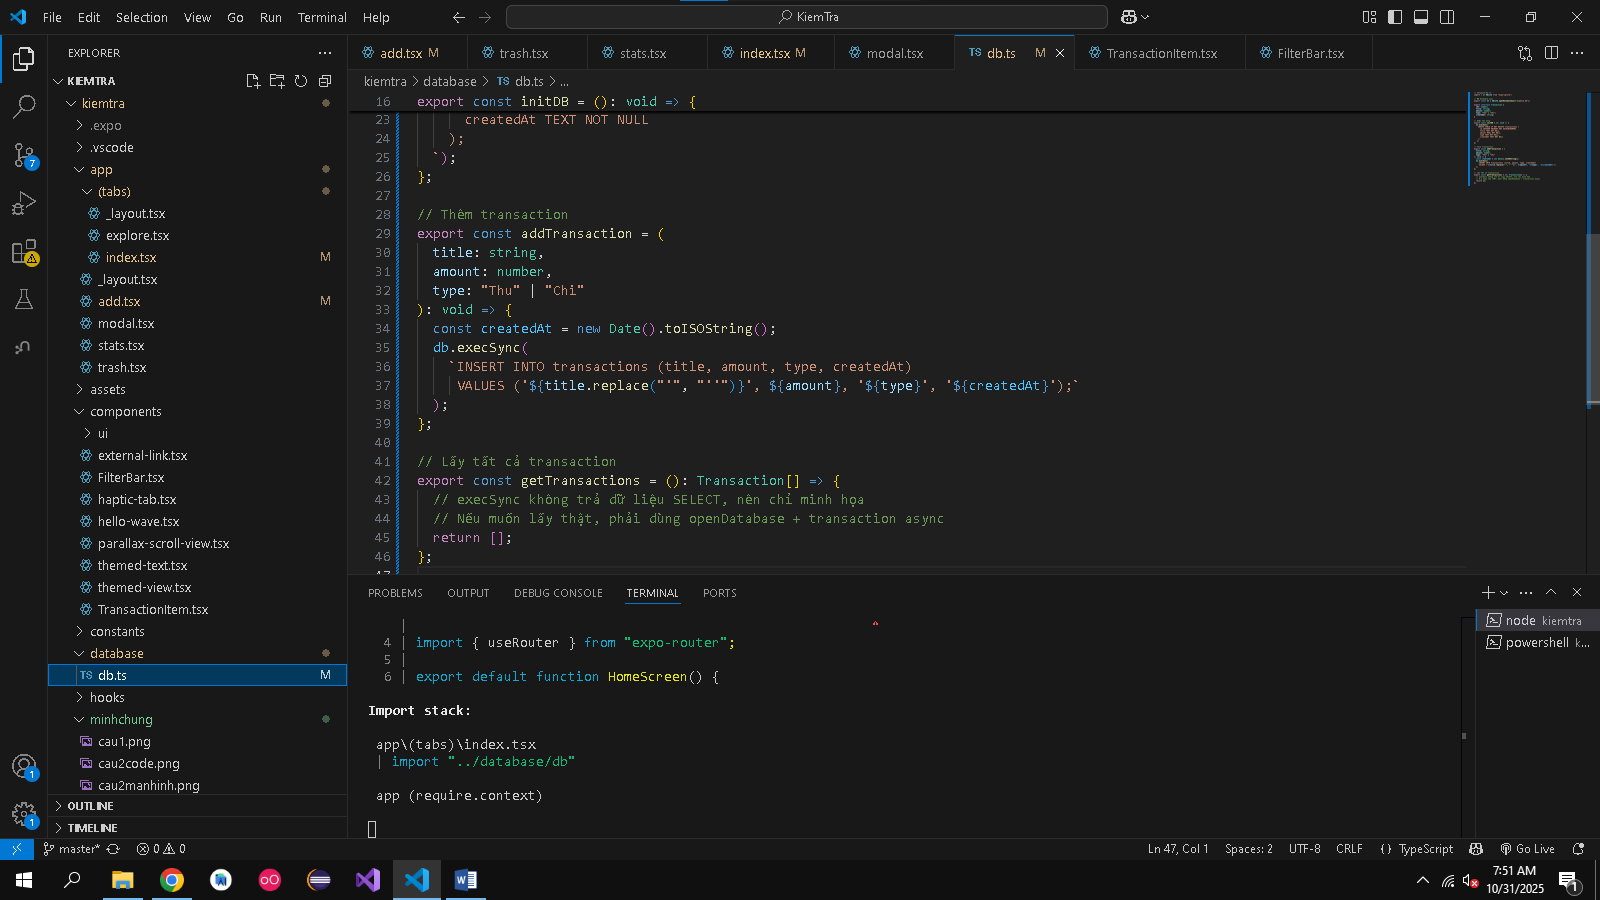 File Edit Selection View Go Run Terminal Help
KiemTra
EXPLORER
KIEMTRA
kiemtra
.expo
.vscode
app
(tabs)
_layout.tsx
explore.tsx
index.tsx M
_layout.tsx
add.tsx M
modal.tsx
stats.tsx
trash.tsx
assets
components
ui
external-link.tsx
FilterBar.tsx
haptic-tab.tsx
hello-wave.tsx
parallax-scroll-view.tsx
themed-text.tsx
themed-view.tsx
TransactionItem.tsx
constants
database
TS db.ts M
hooks
minhchung
cau1.png
cau2code.png
cau2manhinh.png
OUTLINE
TIMELINE
7
1
1
add.tsx M trash.tsx stats.tsx index.tsx M modal.tsx TS db.ts M TransactionItem.tsx FilterBar.tsx
kiemtra > database > TS db.ts > ...
16 export const initDB = (): void => {
23 createdAt TEXT NOT NULL
24 );
25 `);
26 };
27
28 // Thêm transaction
29 export const addTransaction = (
30 title: string,
31 amount: number,
32 type: "Thu" | "Chi"
33 ): void => {
34 const createdAt = new Date().toISOString();
35 db.execSync(
36 `INSERT INTO transactions (title, amount, type, createdAt)
37 VALUES ('${title.replace("'", "''")}', ${amount}, '${type}', '${createdAt}');`
38 );
39 };
40
41 // Lấy tất cả transaction
42 export const getTransactions = (): Transaction[] => {
43 // execSync không trả dữ liệu SELECT, nên chỉ minh họa
44 // Nếu muốn lấy thật, phải dùng openDatabase + transaction async
45 return [];
46 };
47
PROBLEMS OUTPUT DEBUG CONSOLE TERMINAL PORTS
| ^
4 | import { useRouter } from "expo-router";
5 |
6 | export default function HomeScreen() {
Import stack:
app\(tabs)\index.tsx
| import "../database/db"
app (require.context)
node kiemtra
powershell k...
master* 0 0 Ln 47, Col 1 Spaces: 2 UTF-8 CRLF {} TypeScript Go Live
7:51 AM
10/31/2025
1